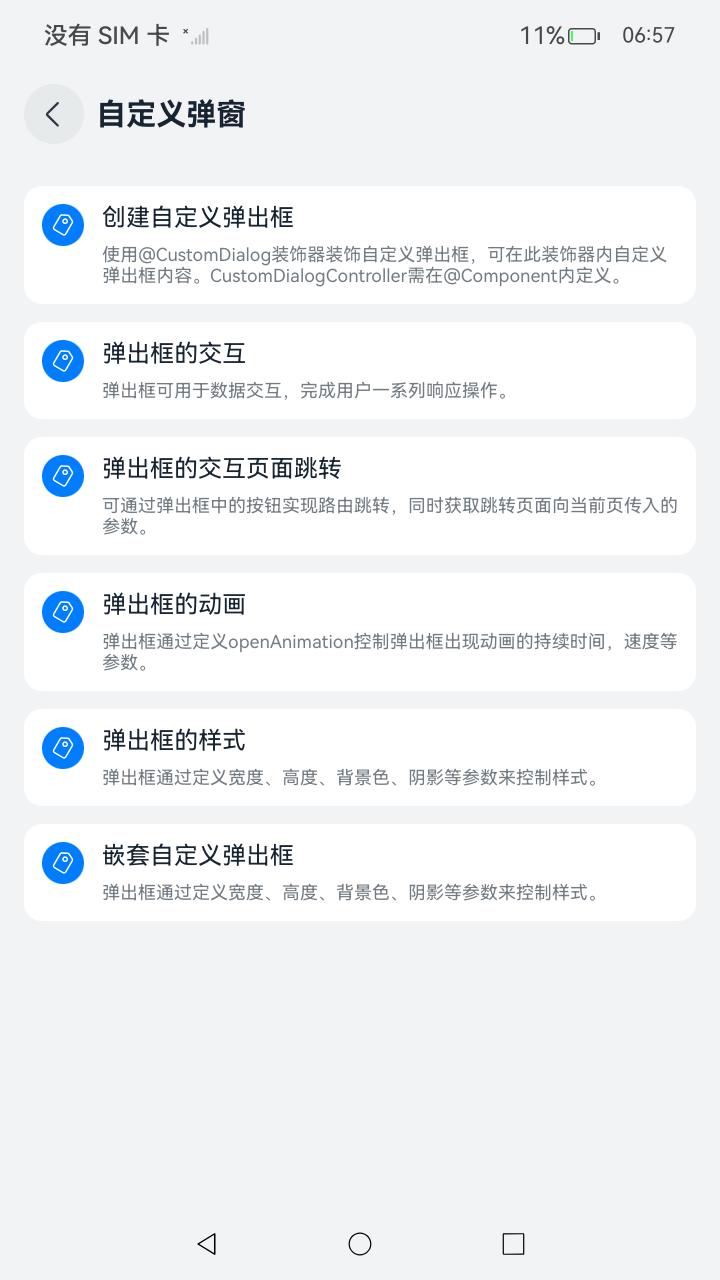 没有 SIM 卡 11% 06:57
自定义弹窗
创建自定义弹出框
使用@CustomDialog装饰器装饰自定义弹出框，可在此装饰器内自定义
弹出框内容。CustomDialogController需在@Component内定义。
弹出框的交互
弹出框可用于数据交互，完成用户一系列响应操作。
弹出框的交互页面跳转
可通过弹出框中的按钮实现路由跳转，同时获取跳转页面向当前页传入的
参数。
弹出框的动画
弹出框通过定义openAnimation控制弹出框出现动画的持续时间，速度等
参数。
弹出框的样式
弹出框通过定义宽度、高度、背景色、阴影等参数来控制样式。
嵌套自定义弹出框
弹出框通过定义宽度、高度、背景色、阴影等参数来控制样式。